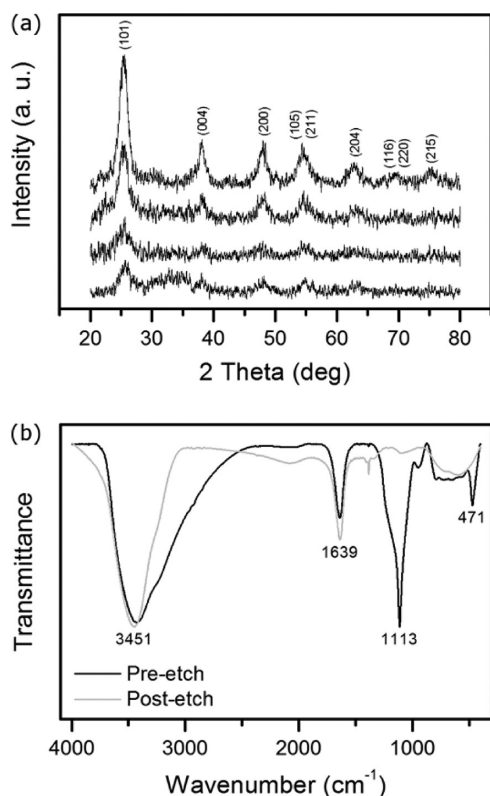 (a)
(101)
(004)
(200)
(105)
(211)
(204)
(116)
(220)
(215)
Intensity (a. u.)
20 30 40 50 60 70 80
2 Theta (deg)
(b)
Transmittance
3451
1639
1113
471
Pre-etch
Post-etch
4000 3000 2000 1000
Wavenumber (cm⁻¹)